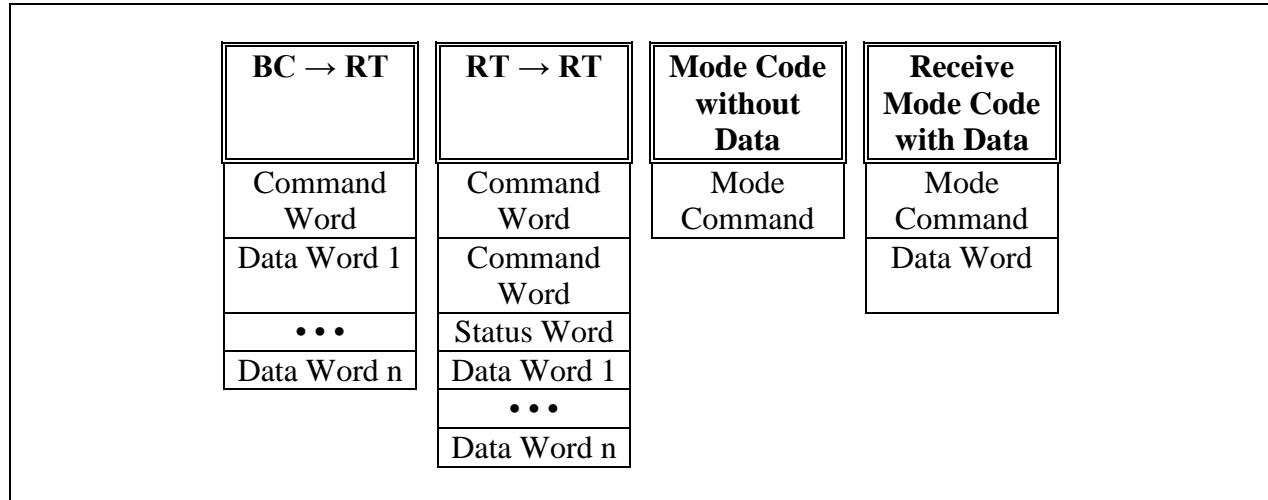 BC → RT
Command
Word
Data Word 1
• • •
Data Word n
RT → RT
Command
Word
Command
Word
Status Word
Data Word 1
• • •
Data Word n
Mode Code
without
Data
Mode
Command
Receive
Mode Code
with Data
Mode
Command
Data Word